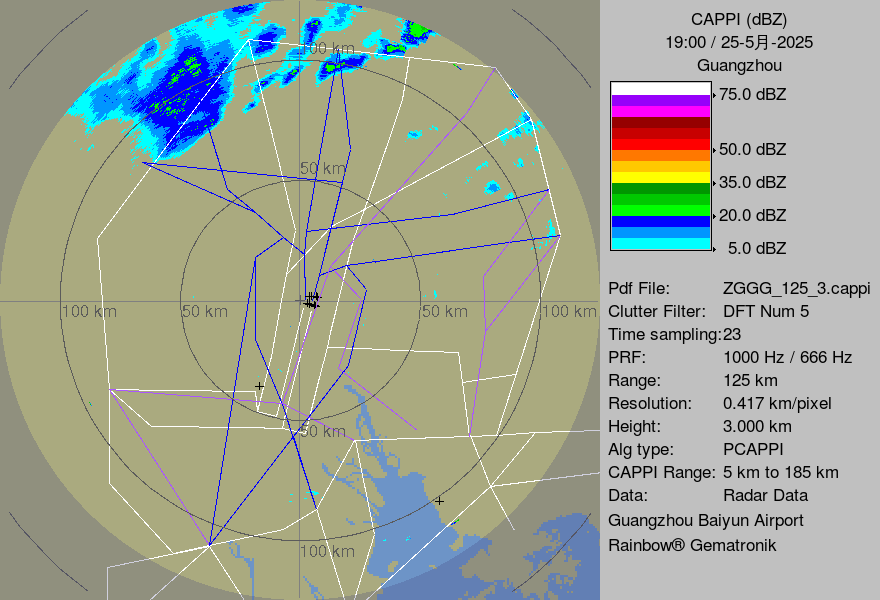 CAPPI (dBZ)
19:00 / 25-5月-2025
Guangzhou
75.0 dBZ
50.0 dBZ
35.0 dBZ
20.0 dBZ
5.0 dBZ
100 km
50 km
100 km
50 km
50 km
100 km
50 km
100 km
Pdf File: ZGGG_125_3.cappi
Clutter Filter: DFT Num 5
Time sampling:23
PRF: 1000 Hz / 666 Hz
Range: 125 km
Resolution: 0.417 km/pixel
Height: 3.000 km
Alg type: PCAPPI
CAPPI Range: 5 km to 185 km
Data: Radar Data
Guangzhou Baiyun Airport
Rainbow® Gematronik